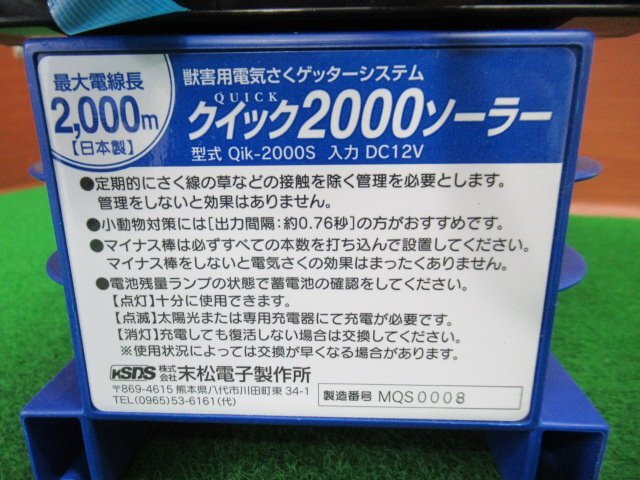 最大電線長
2,000m
【日本製】
獣害用電気さくゲッターシステム
QUICK
クイック2000ソーラー
型式 Qik-2000S 入力 DC12V
●定期的にさく線の草などの接触を除く管理を必要とします。
管理をしないと効果はありません。
●小動物対策には[出力間隔：約0.76秒]の方がおすすめです。
●マイナス棒は必ずすべての本数を打ち込んで設置してください。
マイナス棒をしないと電気さくの効果はまったくありません。
●電池残量ランプの状態で蓄電池の確認をしてください。
【点灯】十分に使用できます。
【点滅】太陽光または専用充電器にて充電が必要です。
【消灯】充電しても復活しない場合は交換してください。
※使用状況によっては交換が早くなる場合があります。
KSDS 株式会社 末松電子製作所
〒869-4615 熊本県八代市川田町東 34-1
TEL(0965)53-6161(代)
製造番号 MQS0008